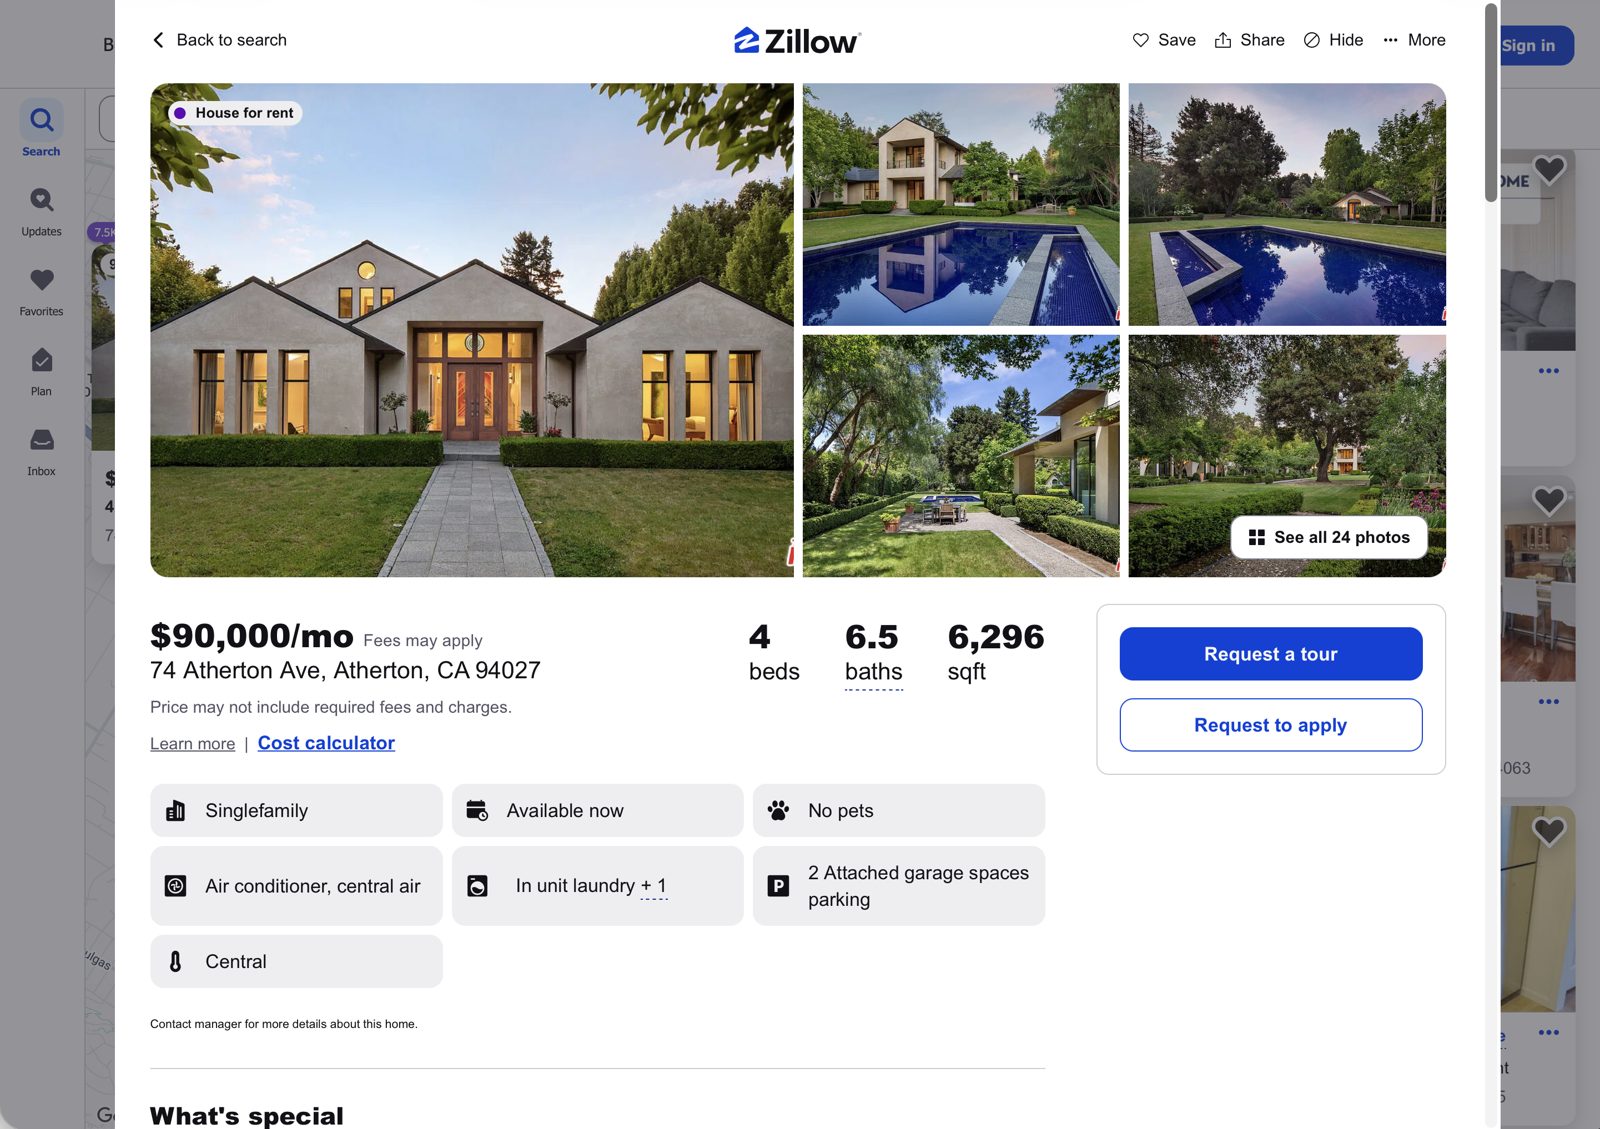 Back to search
Zillow
Save
Share
Hide
More
Sign in
Search
Updates
Favorites
Plan
Inbox
House for rent
See all 24 photos
$90,000/mo Fees may apply
74 Atherton Ave, Atherton, CA 94027
Price may not include required fees and charges.
Learn more | Cost calculator
4
beds
6.5
baths
6,296
sqft
Request a tour
Request to apply
Singlefamily
Available now
No pets
Air conditioner, central air
In unit laundry + 1
P
2 Attached garage spaces
parking
Central
Contact manager for more details about this home.
What's special